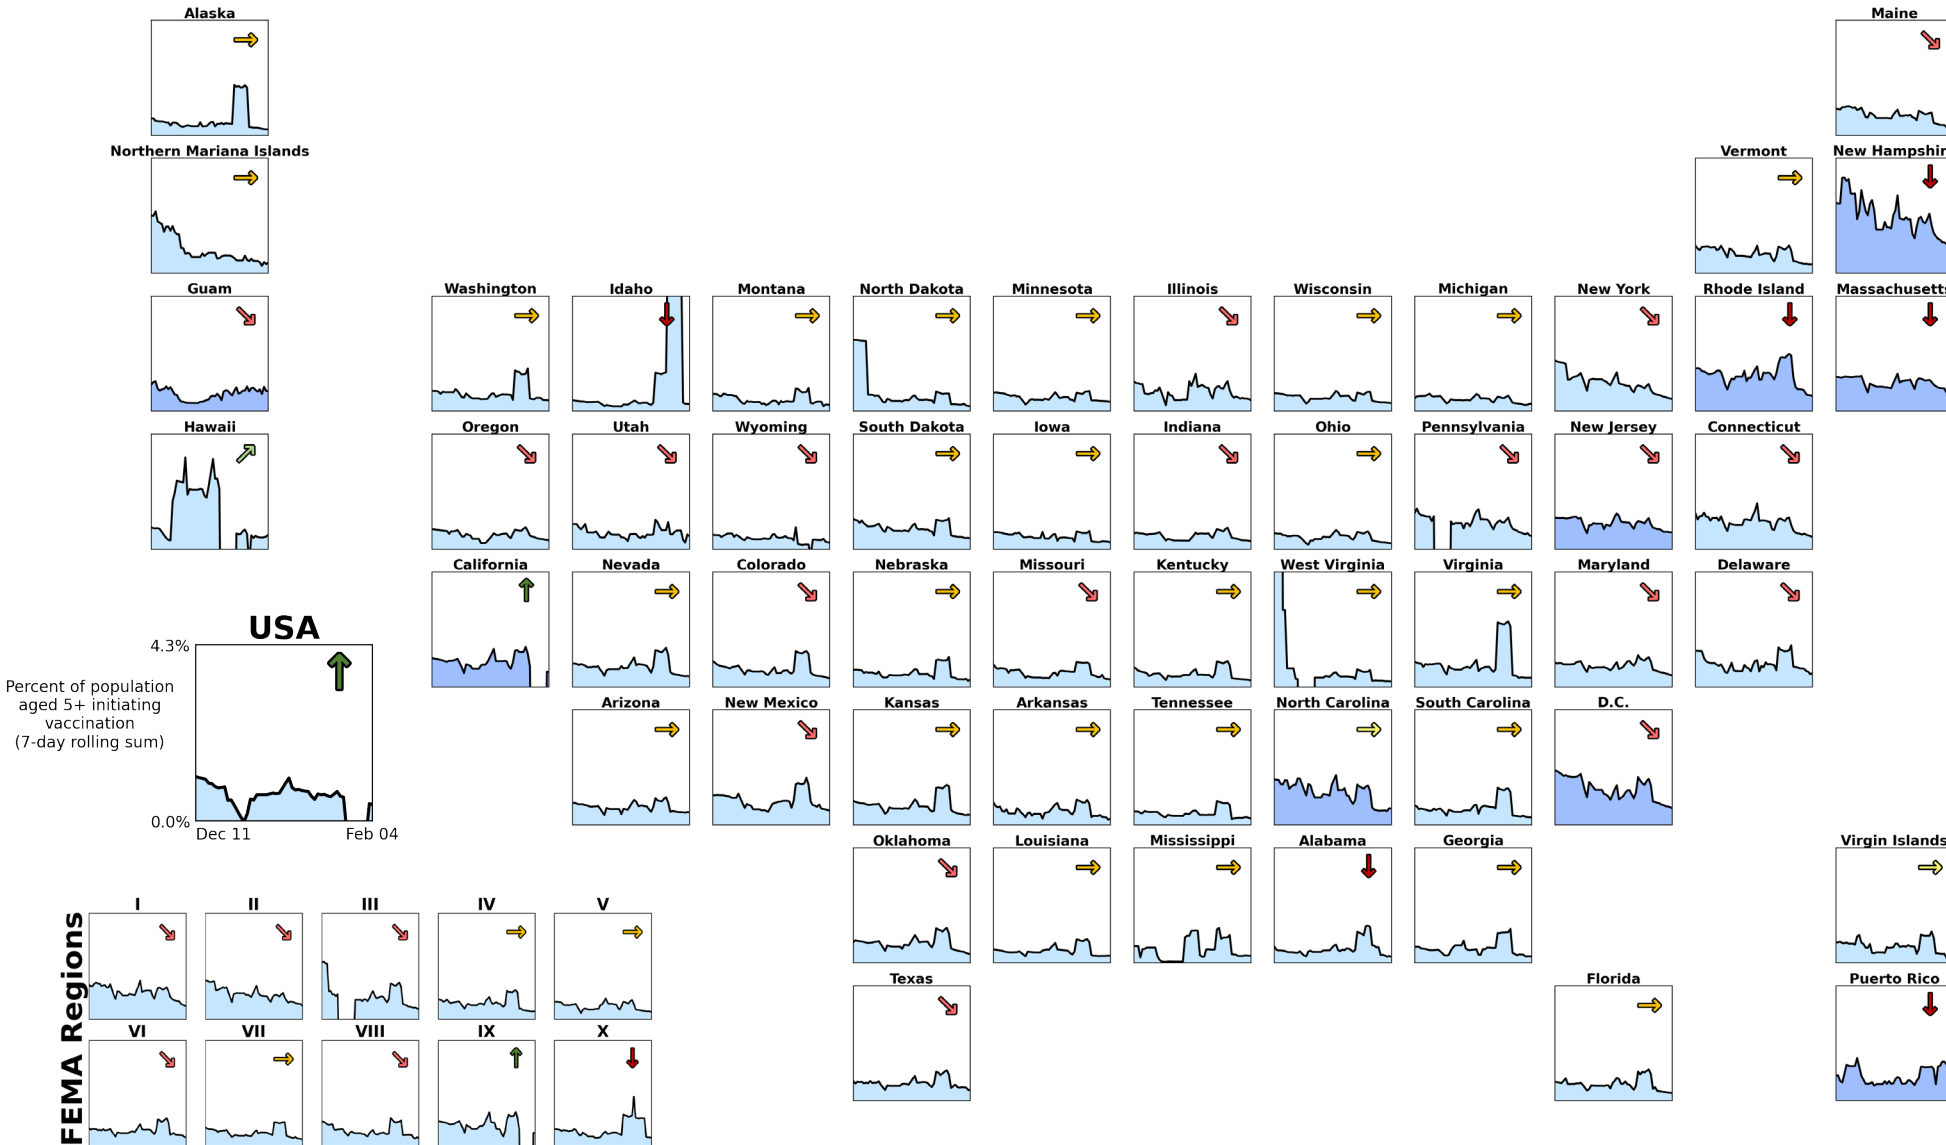 Alaska
Maine
Northern Mariana Islands
Vermont
New Hampshir
Guam
Washington
Idaho
Montana
North Dakota
Minnesota
Illinois
Wisconsin
Michigan
New York
Rhode Island
Massachusetts
Hawaii
Oregon
Utah
Wyoming
South Dakota
Iowa
Indiana
Ohio
Pennsylvania
New Jersey
Connecticut
California
Nevada
Colorado
Nebraska
Missouri
Kentucky
West Virginia
Virginia
Maryland
Delaware
USA
4.3%
Percent of population
aged 5+ initiating
vaccination
(7-day rolling sum)
0.0%
Dec 11
Feb 04
Arizona
New Mexico
Kansas
Arkansas
Tennessee
North Carolina
South Carolina
D.C.
Oklahoma
Louisiana
Mississippi
Alabama
Georgia
Virgin Islands
Texas
Florida
Puerto Rico
FEMA Regions
I
II
III
IV
V
VI
VII
VIII
IX
X